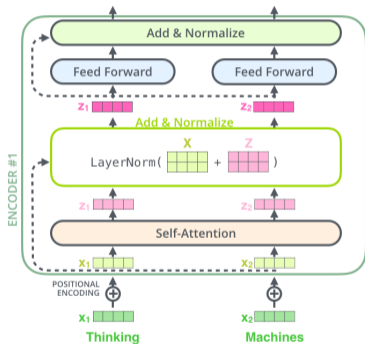 Add & Normalize
Feed Forward
Feed Forward
z1
z2
Add & Normalize
X
Z
LayerNorm( + )
ENCODER #1
z1
z2
Self-Attention
x1
x2
POSITIONAL
ENCODING
x1
x2
Thinking
Machines